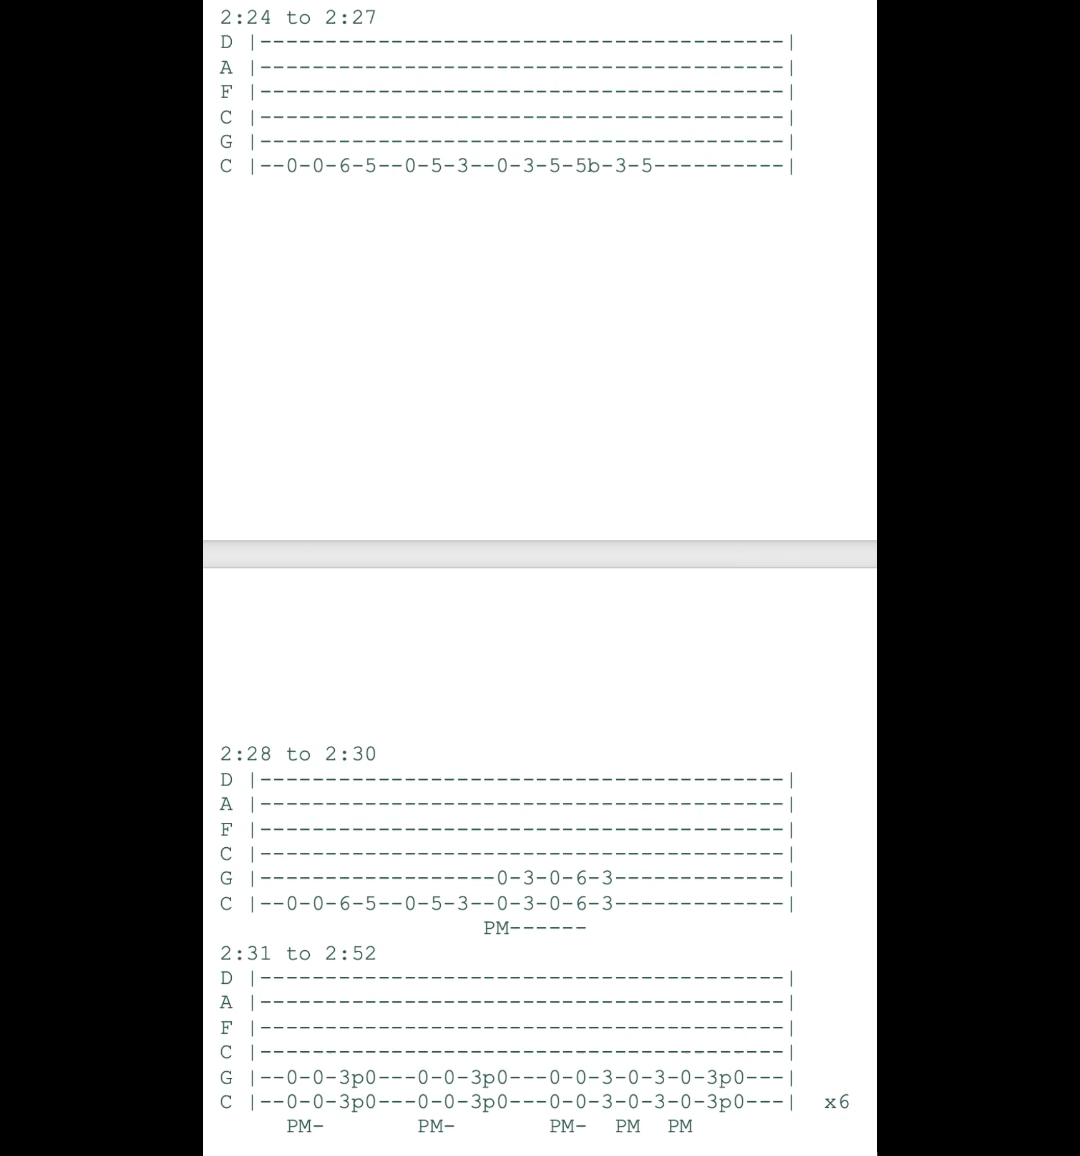 2:24 to 2:27
D |----------------------------------------|
A |----------------------------------------|
F |----------------------------------------|
C |----------------------------------------|
G |----------------------------------------|
C |--0-0-6-5--0-5-3--0-3-5-5b-3-5----------|
2:28 to 2:30
D |----------------------------------------|
A |----------------------------------------|
F |----------------------------------------|
C |----------------------------------------|
G |------------------0-3-0-6-3-------------|
C |--0-0-6-5--0-5-3--0-3-0-6-3-------------|
PM------
2:31 to 2:52
D |----------------------------------------|
A |----------------------------------------|
F |----------------------------------------|
C |----------------------------------------|
G |--0-0-3p0---0-0-3p0---0-0-3-0-3-0-3p0---|
C |--0-0-3p0---0-0-3p0---0-0-3-0-3-0-3p0---| x6
PM- PM- PM- PM PM